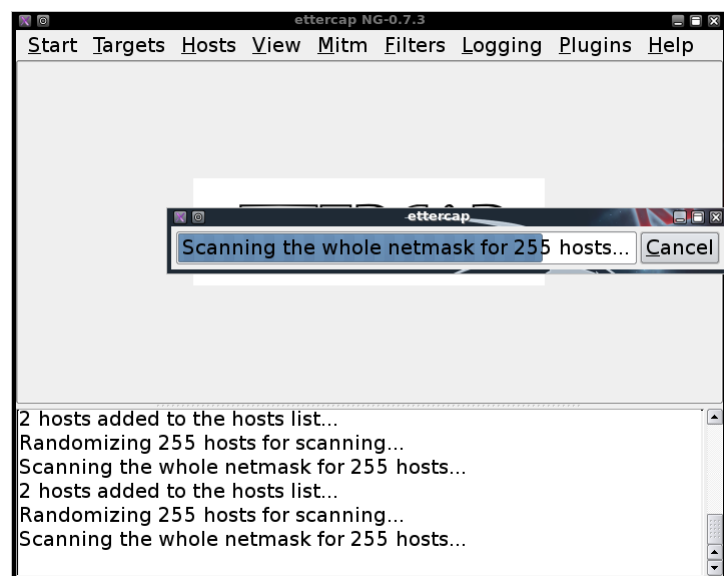 ettercap NG-0.7.3
Start Targets Hosts View Mitm Filters Logging Plugins Help
ettercap
Scanning the whole netmask for 255 hosts... Cancel
2 hosts added to the hosts list...
Randomizing 255 hosts for scanning...
Scanning the whole netmask for 255 hosts...
2 hosts added to the hosts list...
Randomizing 255 hosts for scanning...
Scanning the whole netmask for 255 hosts...